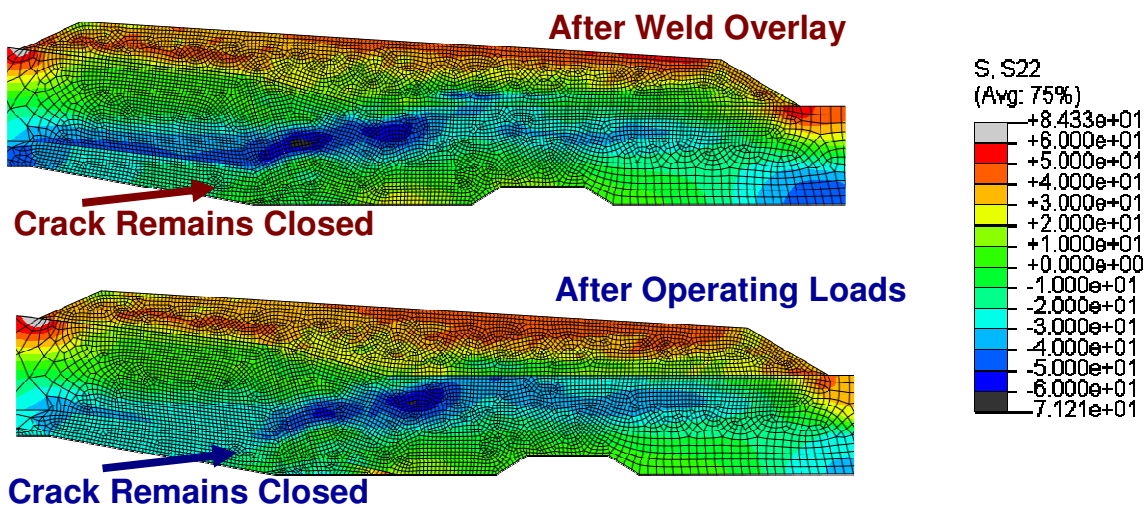 After Weld Overlay
Crack Remains Closed
After Operating Loads
Crack Remains Closed
S, S22
(Avg: 75%)
+8.433e+01
+6.000e+01
+5.000e+01
+4.000e+01
+3.000e+01
+2.000e+01
+1.000e+01
+0.000e+00
-1.000e+01
-2.000e+01
-3.000e+01
-4.000e+01
-5.000e+01
-6.000e+01
-7.121e+01